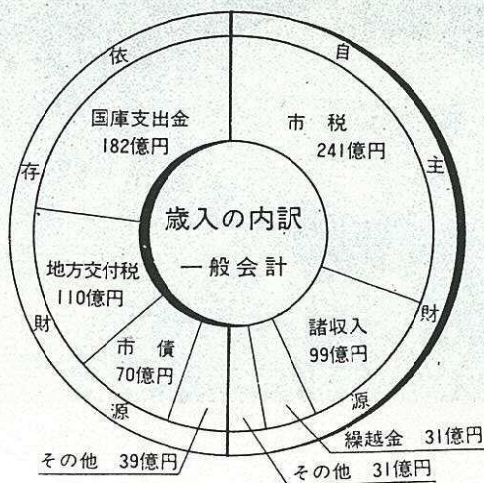 依存財源
自主財源
国庫支出金
182億円
市税
241億円
歳入の内訳
一般会計
地方交付税
110億円
諸収入
99億円
市債
70億円
繰越金 31億円
その他 39億円
その他 31億円